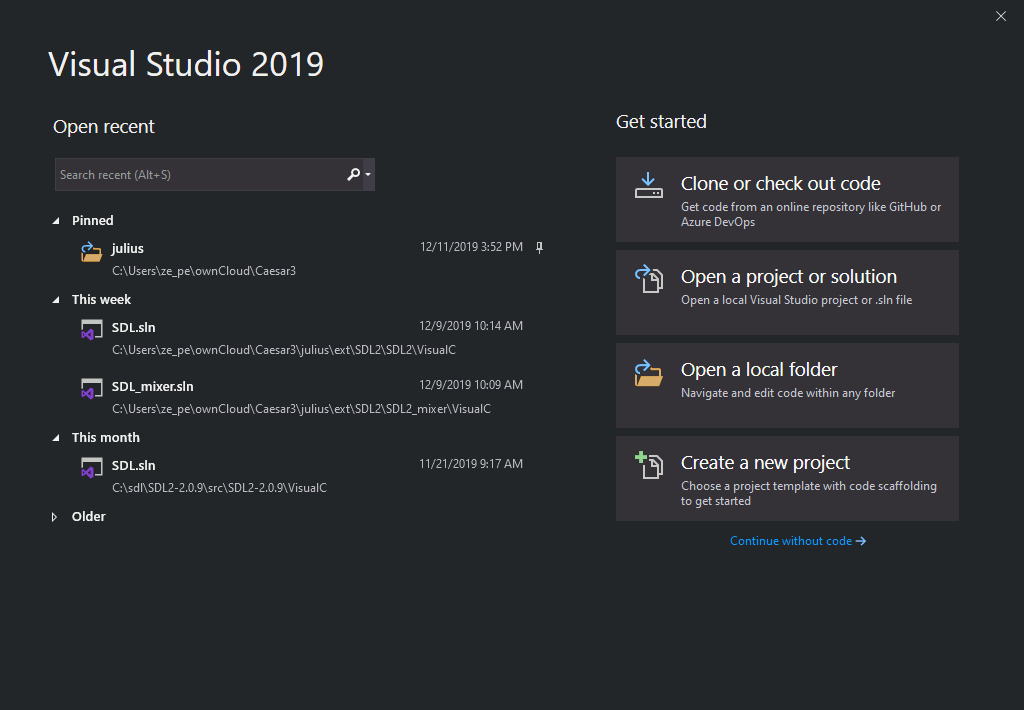 Visual Studio 2019
Open recent
Search recent (Alt+S)
Pinned
julius 12/11/2019 3:52 PM
C:\Users\ze_pe\ownCloud\Caesar3
This week
SDL.sln 12/9/2019 10:14 AM
C:\Users\ze_pe\ownCloud\Caesar3\julius\ext\SDL2\SDL2\VisualC
SDL_mixer.sln 12/9/2019 10:09 AM
C:\Users\ze_pe\ownCloud\Caesar3\julius\ext\SDL2\SDL2_mixer\VisualC
This month
SDL.sln 11/21/2019 9:17 AM
C:\sdl\SDL2-2.0.9\src\SDL2-2.0.9\VisualC
Older
Get started
Clone or check out code
Get code from an online repository like GitHub or
Azure DevOps
Open a project or solution
Open a local Visual Studio project or .sln file
Open a local folder
Navigate and edit code within any folder
Create a new project
Choose a project template with code scaffolding
to get started
Continue without code →